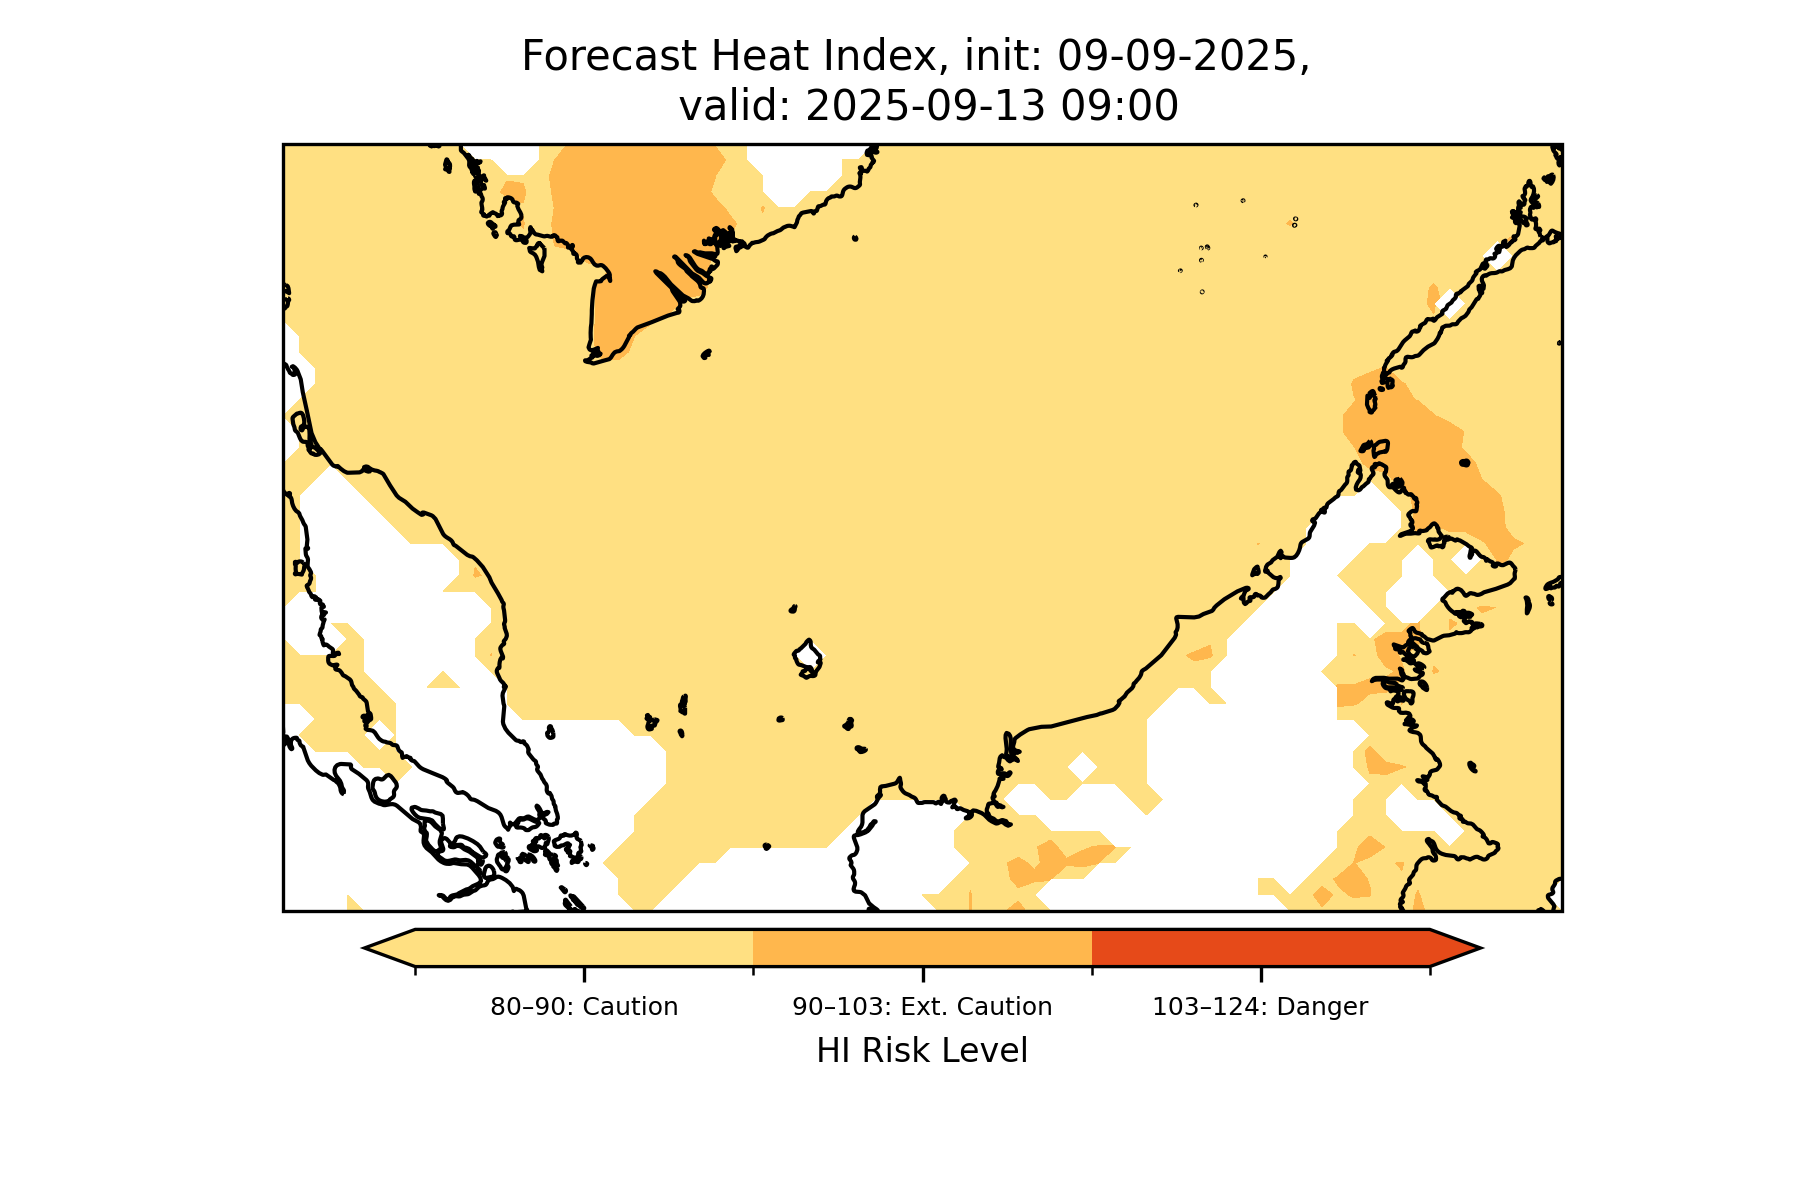 Forecast Heat Index, init: 09-09-2025,
valid: 2025-09-13 09:00
80–90: Caution
90–103: Ext. Caution
103–124: Danger
HI Risk Level